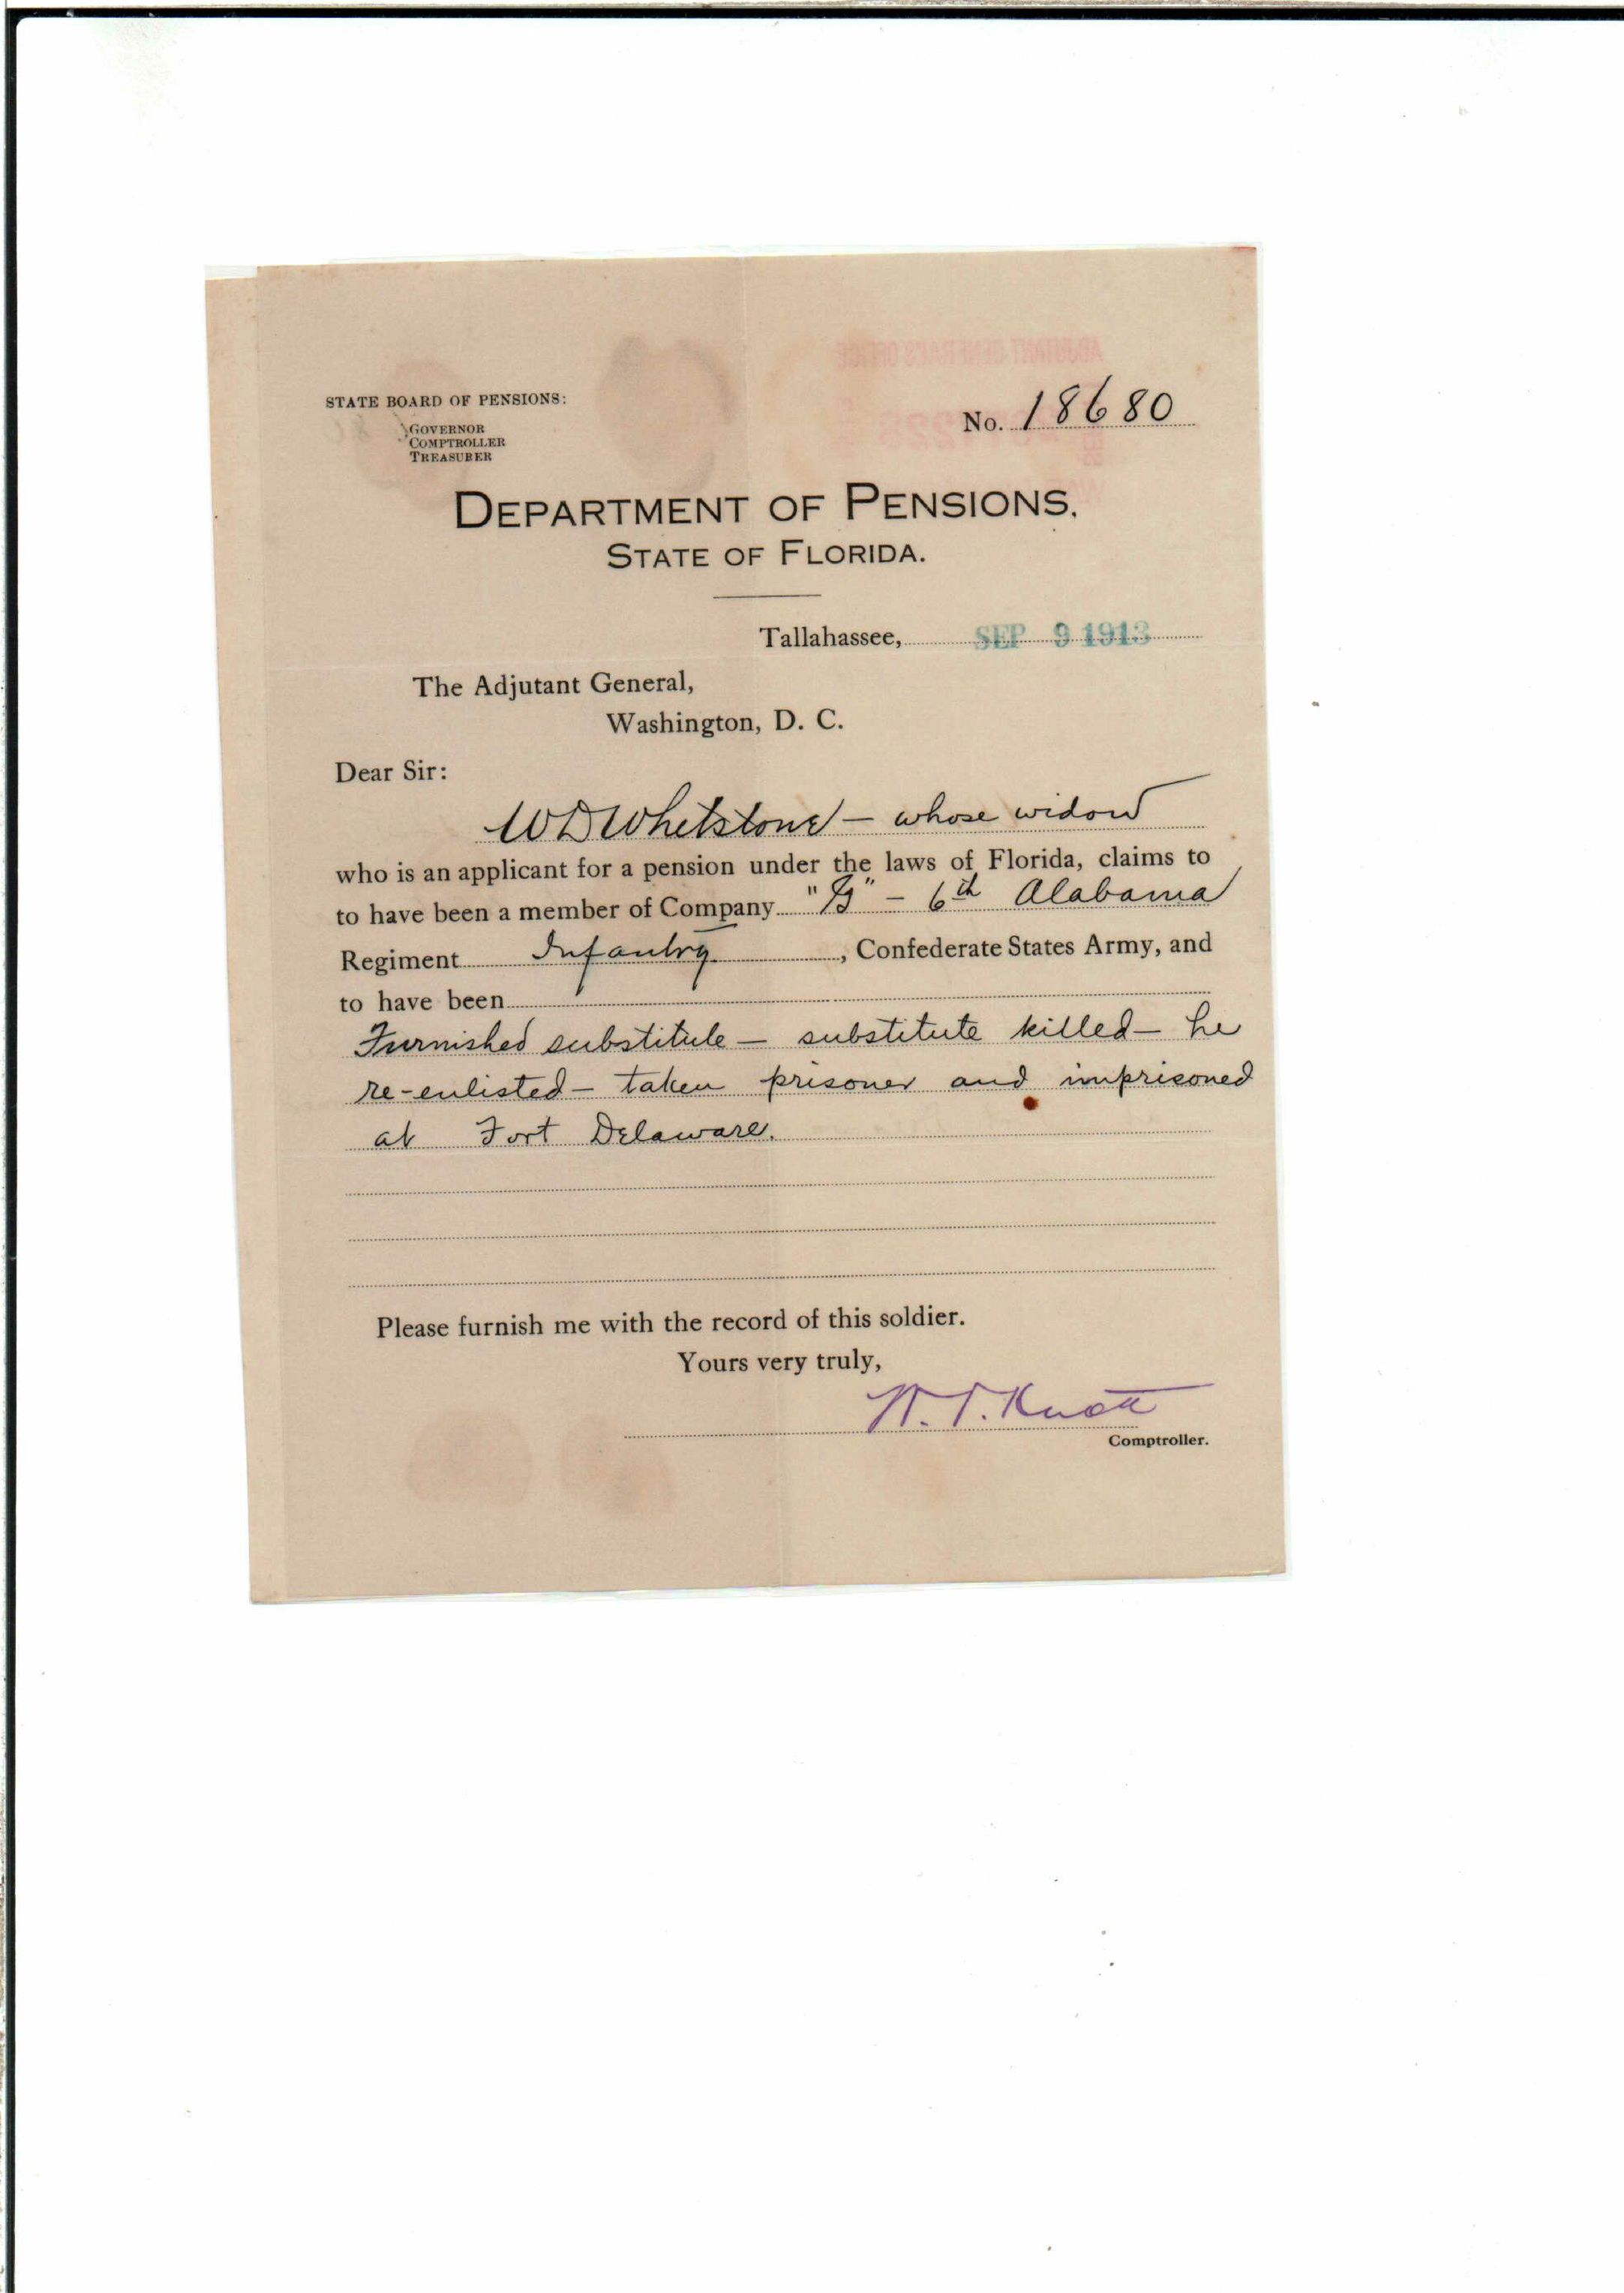 STATE BOARD OF PENSIONS:
GOVERNOR
COMPTROLLER
TREASURER
No. 18680
DEPARTMENT OF PENSIONS.
STATE OF FLORIDA.
Tallahassee, SEP 9 1913
The Adjutant General,
Washington, D. C.
Dear Sir:
W D Whetstone – whose widow
who is an applicant for a pension under the laws of Florida, claims to
to have been a member of Company – 6th Alabama
Regiment Infantry, Confederate States Army, and
to have been
Furnished substitute – substitute killed – he
re-enlisted – taken prisoner and imprisoned
at Fort Delaware.
Please furnish me with the record of this soldier.
Yours very truly,
W. V. Knott
Comptroller.
ADJUTANT GENERAL'S OFFICE